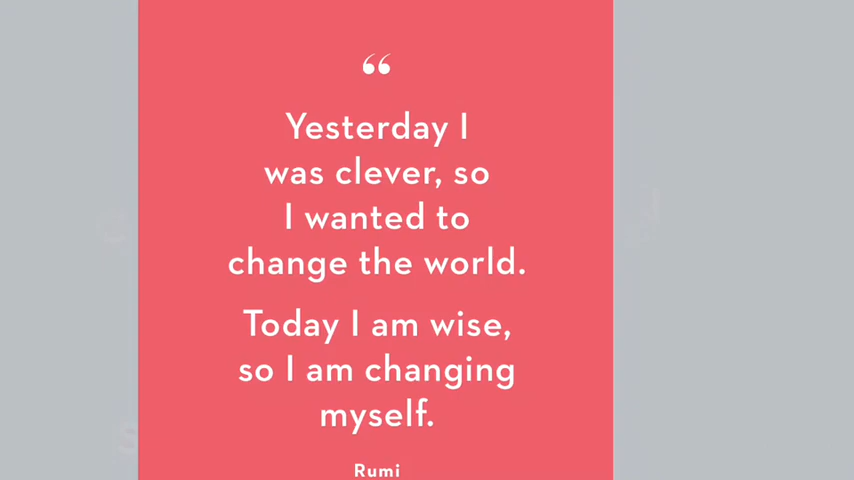 “
Yesterday I
was clever, so
I wanted to
change the world.
Today I am wise,
so I am changing
myself.
Rumi